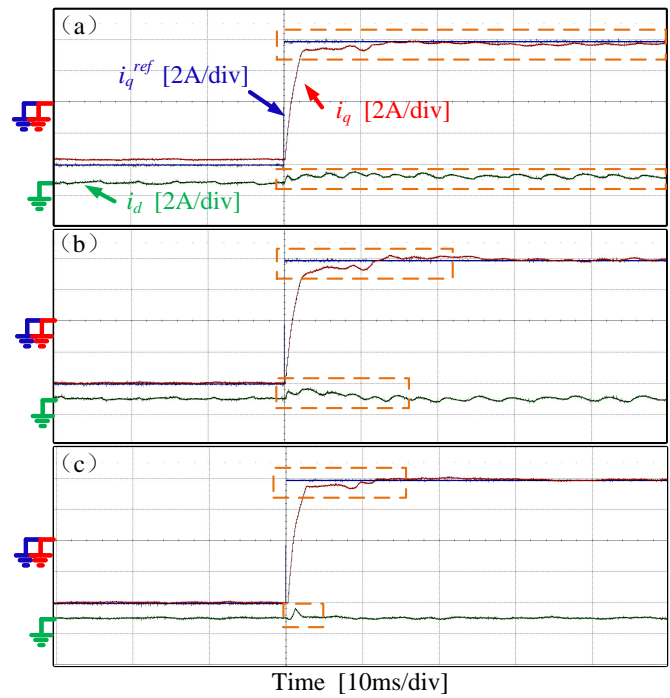 (a)
i_q^ref [2A/div]
i_q [2A/div]
i_d [2A/div]
(b)
(c)
Time [10ms/div]